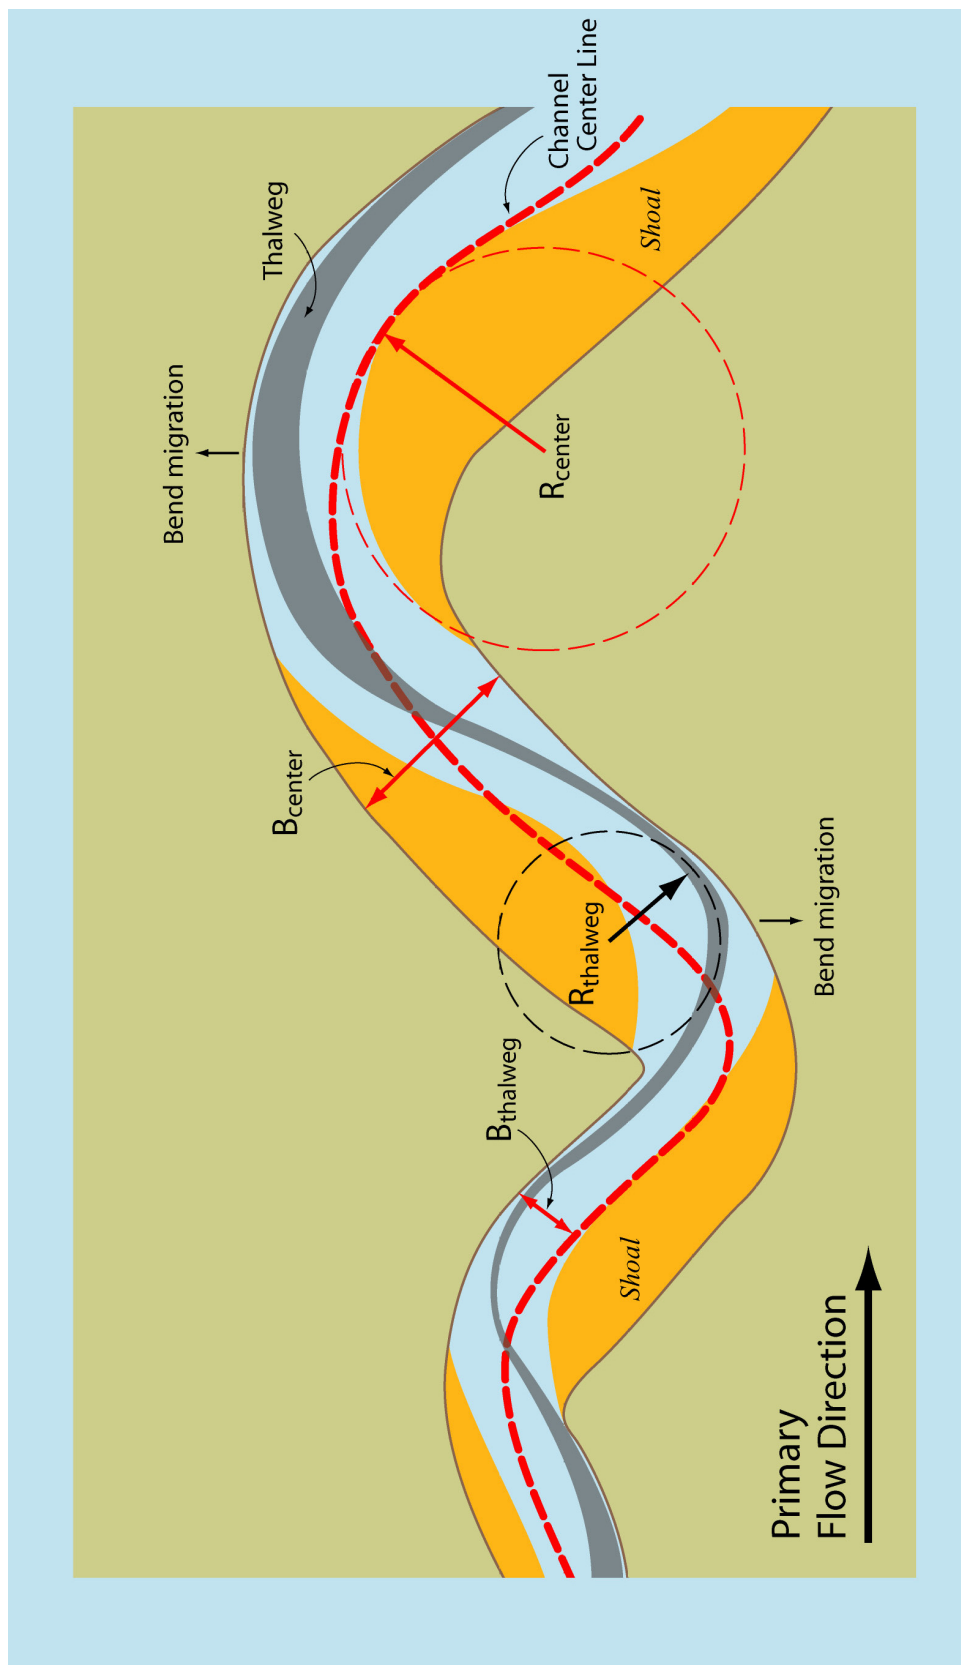 Channel
Center Line
Thalweg
Shoal
Bend migration
Rcenter
Bcenter
Rthalweg
Bend migration
Bthalweg
Shoal
Primary
Flow Direction